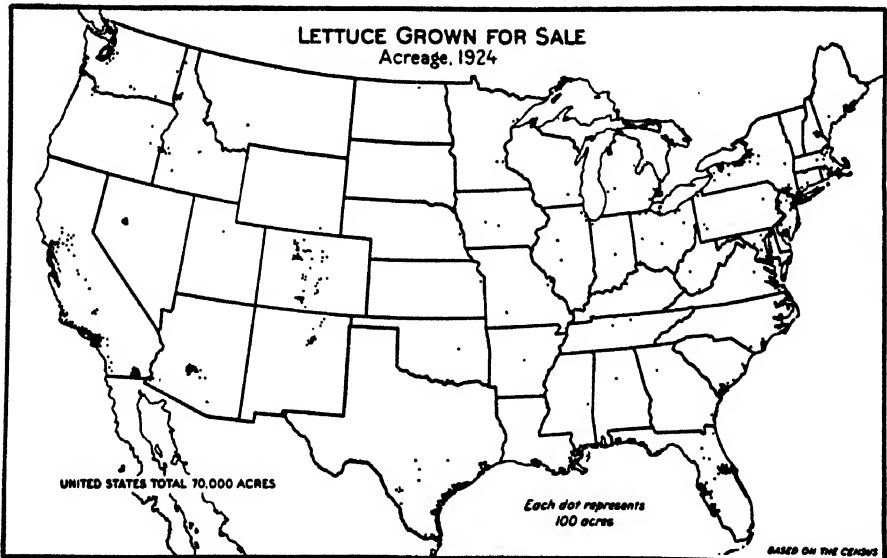 LETTUCE GROWN FOR SALE
Acreage, 1924
UNITED STATES TOTAL 70,000 ACRES
Each dot represents
100 acres
BASED ON THE CENSUS